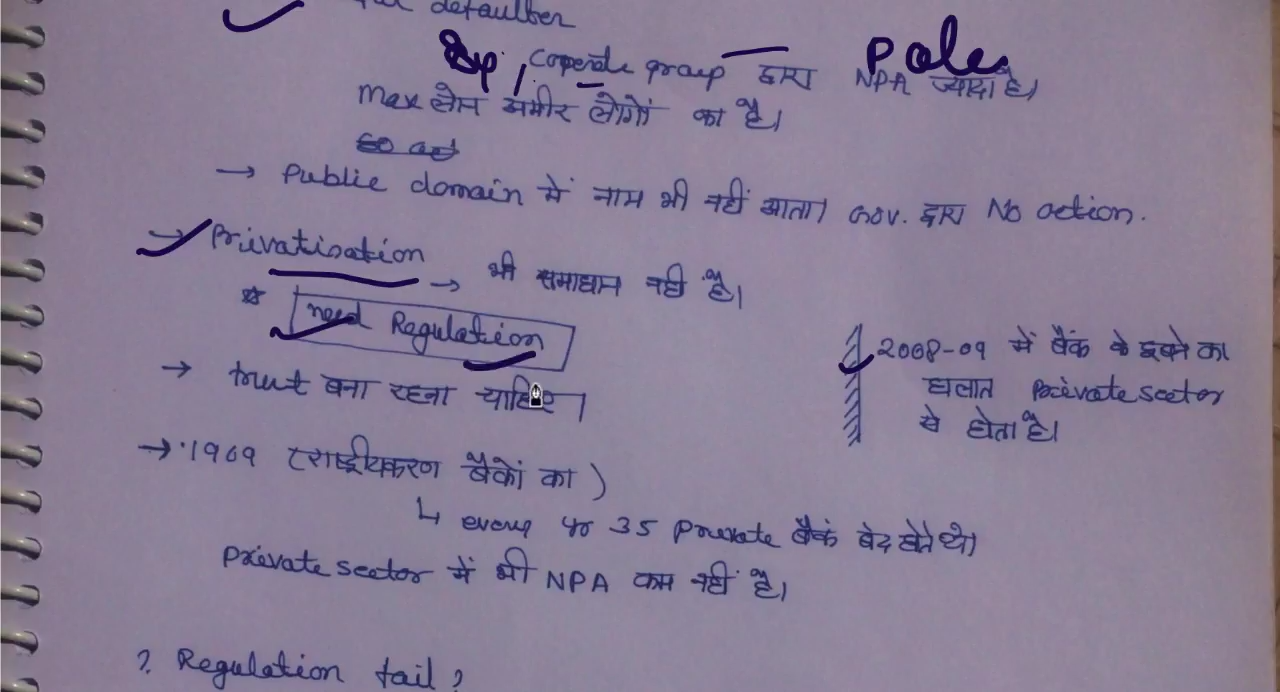 defaulter
Corporate group द्वारा NPA ज्यादा है।
Max लोन अमीर लोगों का है।
→ Public domain में नाम भी नहीं आता। Gov. द्वारा No action.
→ Privatisation → भी समाधान नहीं है।
need Regulation
→ trust बना रहना चाहिए।
2008-09 में बैंक के डूबने का
हालात private sector
से होता है।
→ 1969 (राष्ट्रीयकरण बैंकों का)
↳ every yr 35 Private बैंक बंद होते थे।
Private sector में भी NPA कम नहीं है।
? Regulation fail?